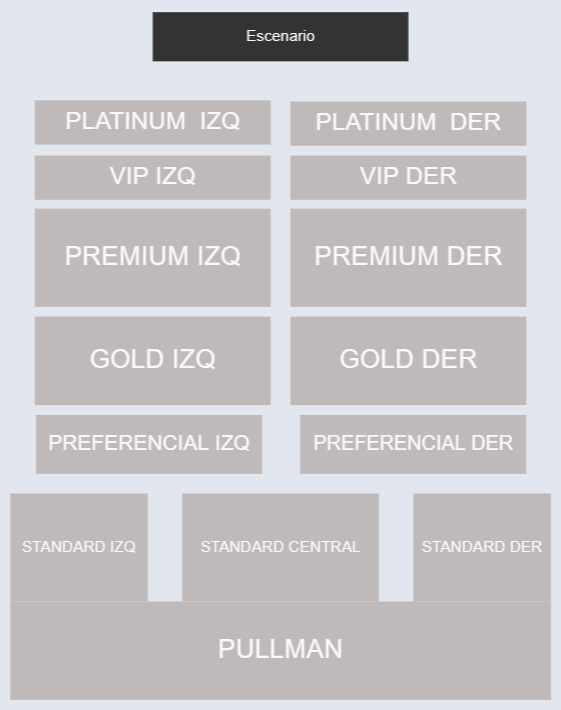 Escenario
PLATINUM  IZQ
PLATINUM  DER
VIP IZQ
VIP DER
PREMIUM IZQ
PREMIUM DER
GOLD IZQ
GOLD DER
PREFERENCIAL IZQ
PREFERENCIAL DER
STANDARD IZQ
STANDARD CENTRAL
STANDARD DER
PULLMAN